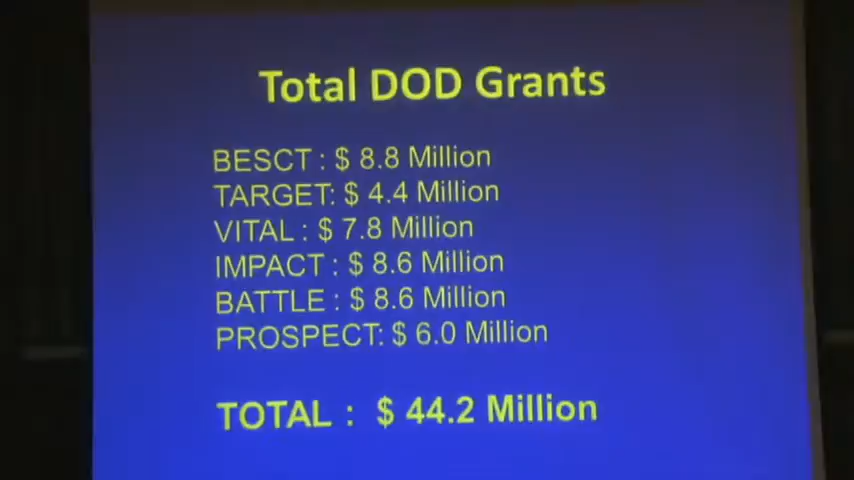 Total DOD Grants
BESCT : $ 8.8 Million
TARGET: $ 4.4 Million
VITAL : $ 7.8 Million
IMPACT : $ 8.6 Million
BATTLE : $ 8.6 Million
PROSPECT: $ 6.0 Million
TOTAL : $ 44.2 Million